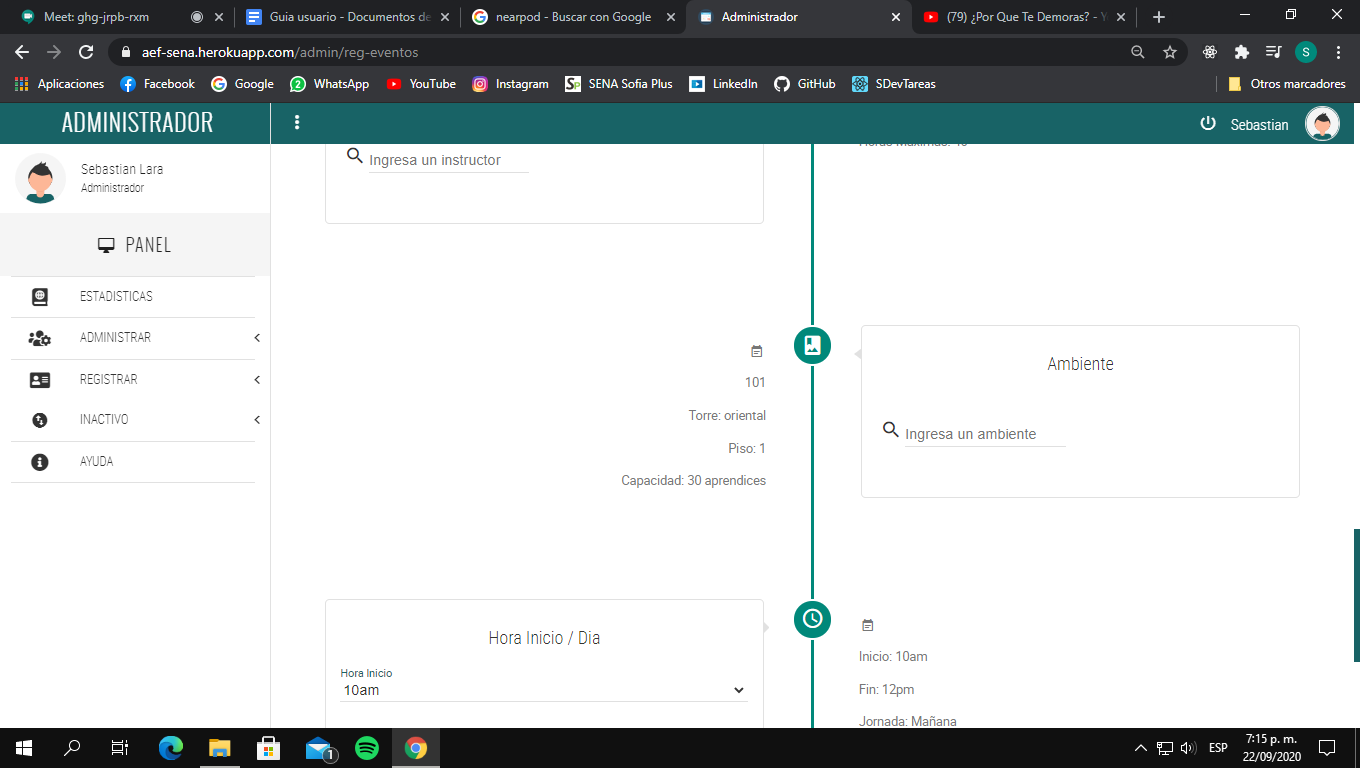 Meet: ghg-jrpb-rxm
Guia usuario - Documentos de
nearpod - Buscar con Google
Administrador
(79) ¿Por Que Te Demoras? - Y
aef-sena.herokuapp.com/admin/reg-eventos
S
Aplicaciones
Facebook
Google
WhatsApp
YouTube
Instagram
SENA Sofia Plus
LinkedIn
GitHub
SDevTareas
Otros marcadores
ADMINISTRADOR
Sebastian
Sebastian Lara
Administrador
PANEL
ESTADISTICAS
ADMINISTRAR
REGISTRAR
INACTIVO
AYUDA
Ingresa un instructor
101
Torre: oriental
Piso: 1
Capacidad: 30 aprendices
Ambiente
Ingresa un ambiente
Hora Inicio / Dia
Hora Inicio
10am
Inicio: 10am
Fin: 12pm
Jornada: Mañana
1
ESP
7:15 p. m.
22/09/2020